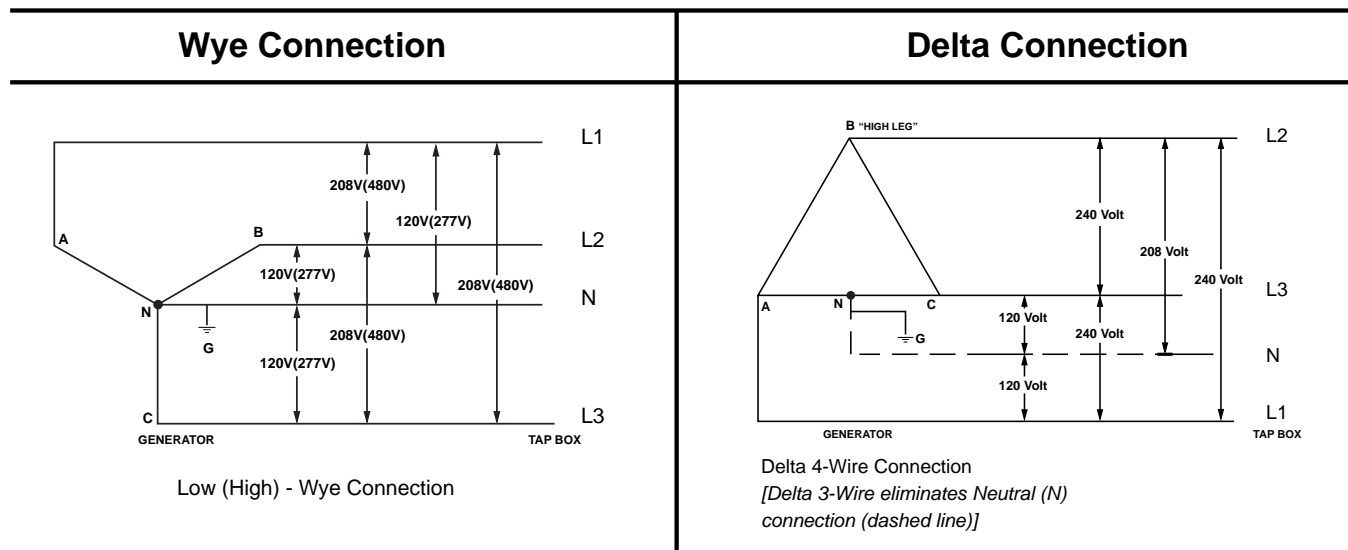 Wye Connection
Delta Connection
L1
208V(480V)
120V(277V)
A
B
L2
120V(277V)
208V(480V)
N
N
G
208V(480V)
120V(277V)
C
L3
GENERATOR
TAP BOX
Low (High) - Wye Connection
B "HIGH LEG"
L2
240 Volt
208 Volt
240 Volt
L3
A
N
C
120 Volt
240 Volt
G
N
120 Volt
L1
GENERATOR
TAP BOX
Delta 4-Wire Connection
[Delta 3-Wire eliminates Neutral (N)
connection (dashed line)]